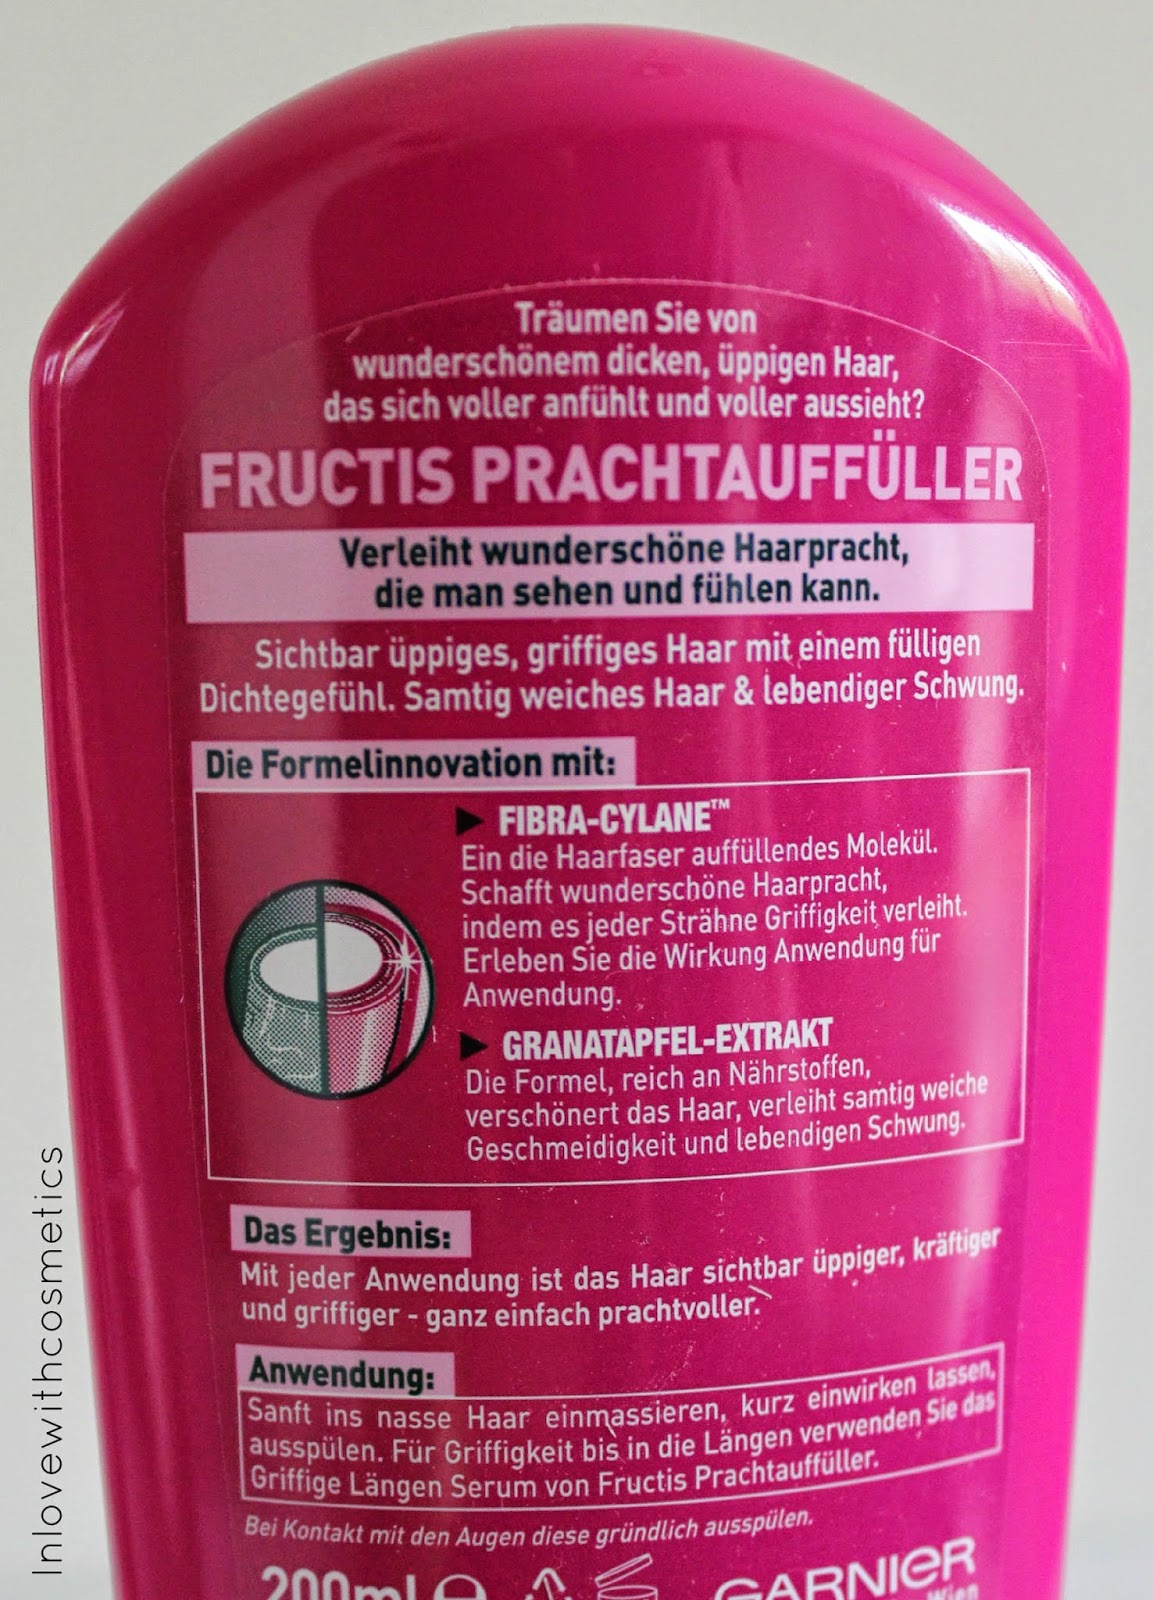 Träumen Sie von
wunderschönem dicken, üppigen Haar,
das sich voller anfühlt und voller aussieht?
FRUCTIS PRACHTAUFFÜLLER
Verleiht wunderschöne Haarpracht,
die man sehen und fühlen kann.
Sichtbar üppiges, griffiges Haar mit einem fülligen
Dichtegefühl. Samtig weiches Haar & lebendiger Schwung.
Die Formelinnovation mit:
► FIBRA-CYLANE™
Ein die Haarfaser auffüllendes Molekül.
Schafft wunderschöne Haarpracht,
indem es jeder Strähne Griffigkeit verleiht.
Erleben Sie die Wirkung Anwendung für
Anwendung.
► GRANATAPFEL-EXTRAKT
Die Formel, reich an Nährstoffen,
verschönert das Haar, verleiht samtig weiche
Geschmeidigkeit und lebendigen Schwung.
Das Ergebnis:
Mit jeder Anwendung ist das Haar sichtbar üppiger, kräftiger
und griffiger - ganz einfach prachtvoller.
Anwendung:
Sanft ins nasse Haar einmassieren, kurz einwirken lassen,
ausspülen. Für Griffigkeit bis in die Längen verwenden Sie das
Griffige Längen Serum von Fructis Prachtauffüller.
Bei Kontakt mit den Augen diese gründlich ausspülen.
200ml e GARNIER
Wien
Inlovewithcosmetics